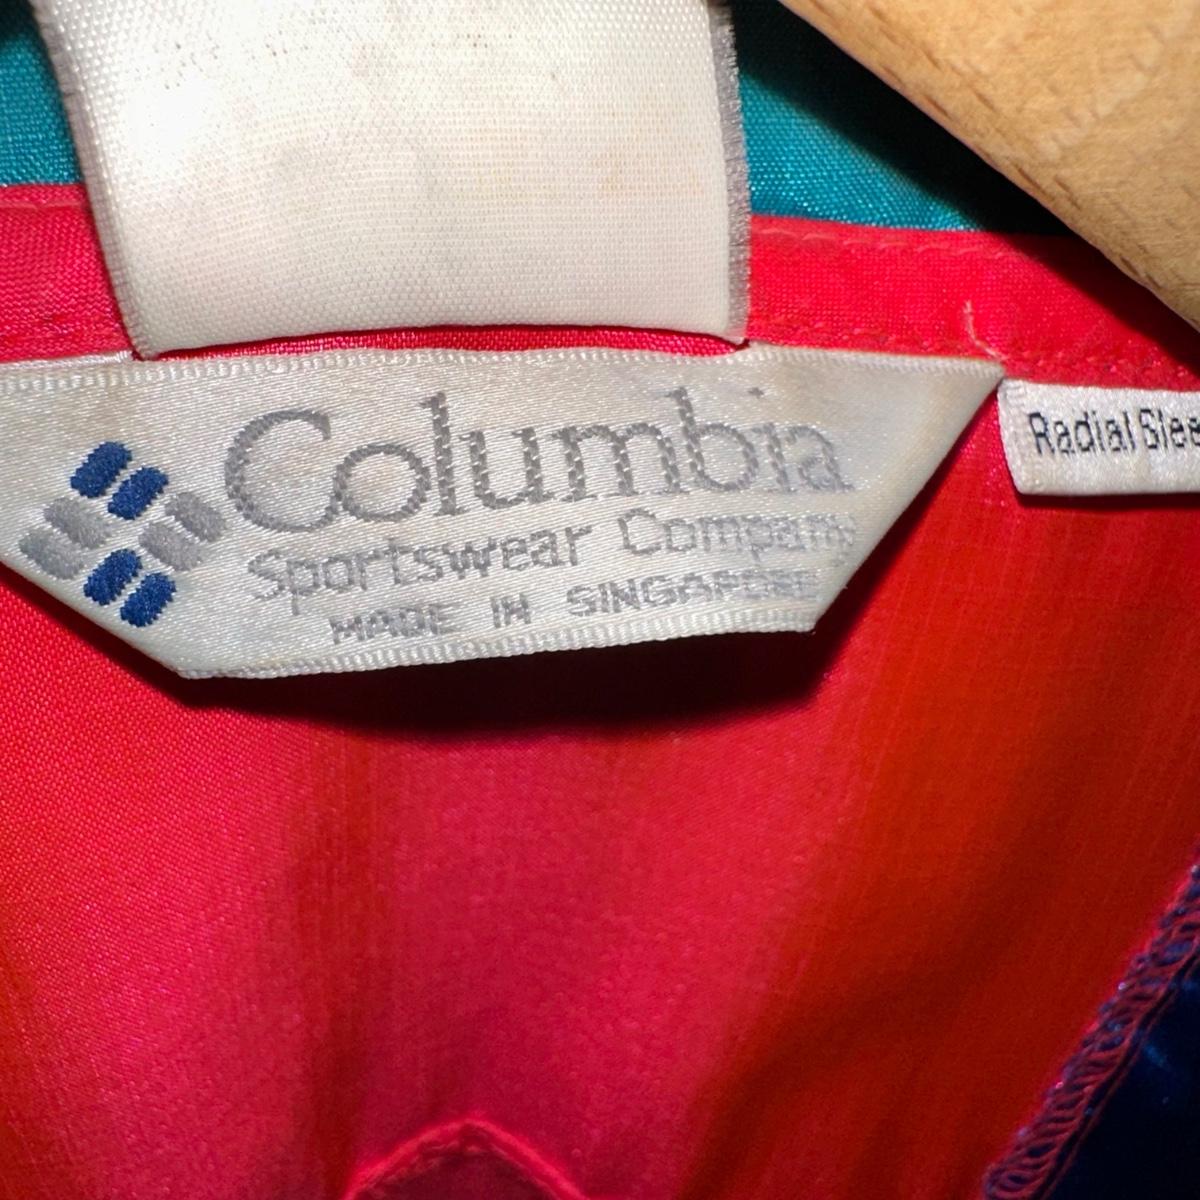 Columbia
Sportswear Company
MADE IN SINGAPORE
Radial Slee